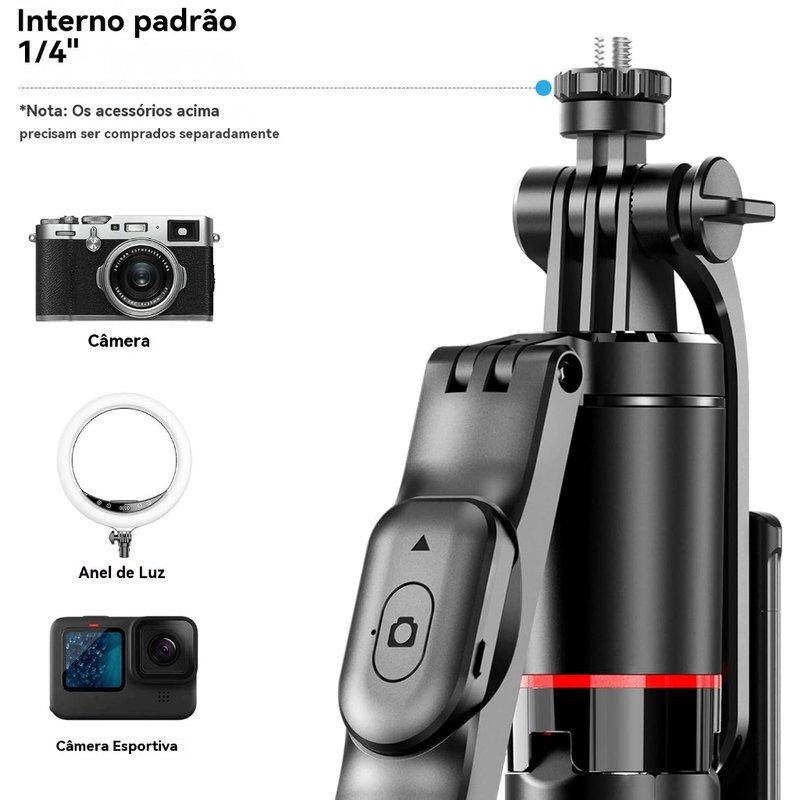 Interno padrão
1/4"
*Nota: Os acessórios acima
precisam ser comprados separadamente
Câmera
Anel de Luz
Câmera Esportiva